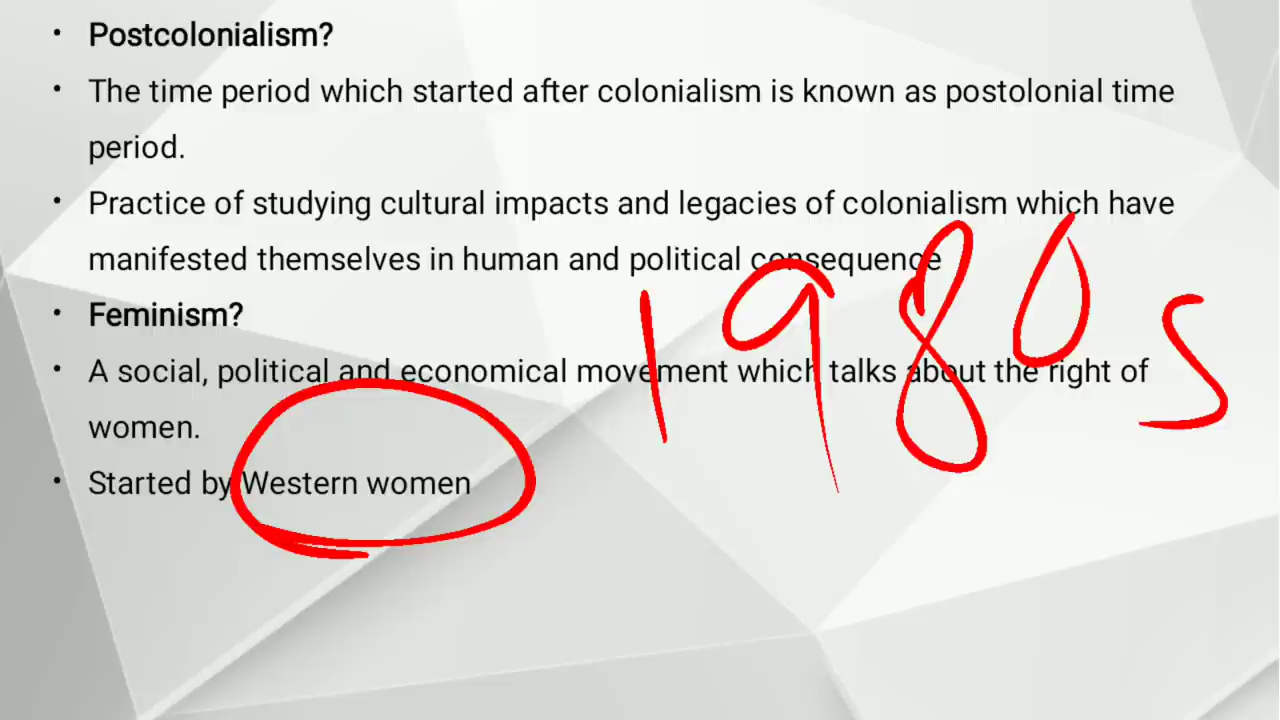 • Postcolonialism?
• The time period which started after colonialism is known as postolonial time
period.
• Practice of studying cultural impacts and legacies of colonialism which have
manifested themselves in human and political consequence
• Feminism?
1980s
• A social, political and economical movement which talks about the right of
women.
• Started by Western women